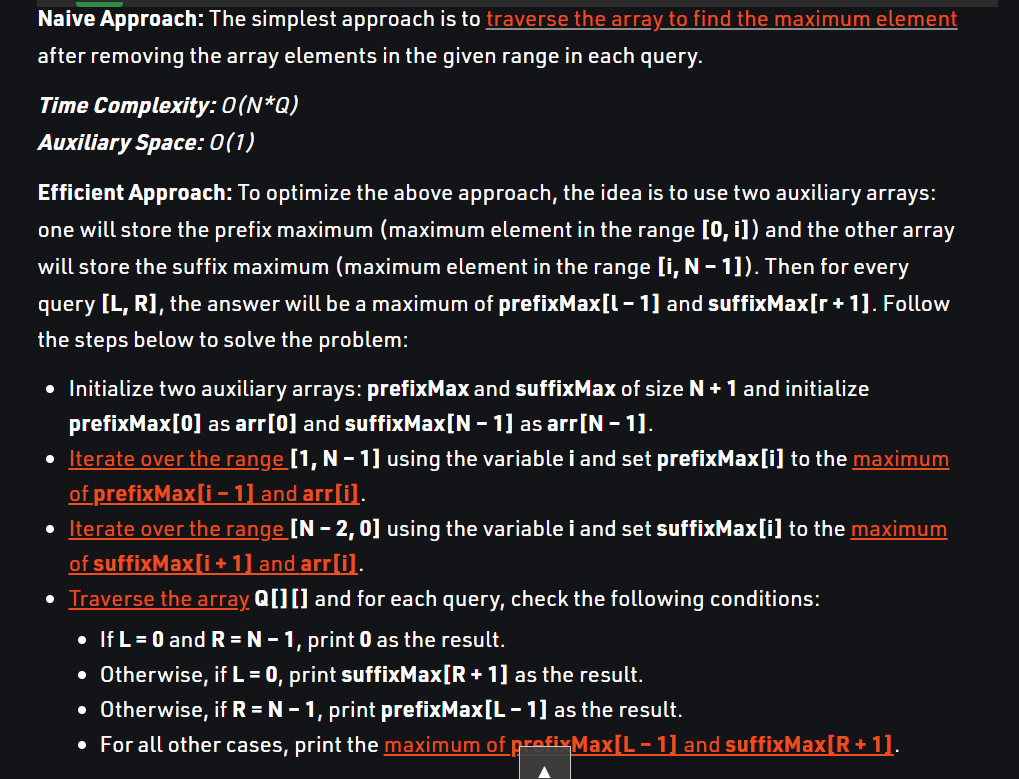 Naive Approach: The simplest approach is to traverse the array to find the maximum element
after removing the array elements in the given range in each query.
Time Complexity: O(N*Q)
Auxiliary Space: O(1)
Efficient Approach: To optimize the above approach, the idea is to use two auxiliary arrays:
one will store the prefix maximum (maximum element in the range [0, i]) and the other array
will store the suffix maximum (maximum element in the range [i, N – 1]). Then for every
query [L, R], the answer will be a maximum of prefixMax[l – 1] and suffixMax[r + 1]. Follow
the steps below to solve the problem:
• Initialize two auxiliary arrays: prefixMax and suffixMax of size N + 1 and initialize
prefixMax[0] as arr[0] and suffixMax[N – 1] as arr[N – 1].
• Iterate over the range [1, N – 1] using the variable i and set prefixMax[i] to the maximum
of prefixMax[i – 1] and arr[i].
• Iterate over the range [N – 2, 0] using the variable i and set suffixMax[i] to the maximum
of suffixMax[i + 1] and arr[i].
• Traverse the array Q[][] and for each query, check the following conditions:
• If L = 0 and R = N – 1, print 0 as the result.
• Otherwise, if L = 0, print suffixMax[R + 1] as the result.
• Otherwise, if R = N – 1, print prefixMax[L – 1] as the result.
• For all other cases, print the maximum of prefixMax[L – 1] and suffixMax[R + 1].